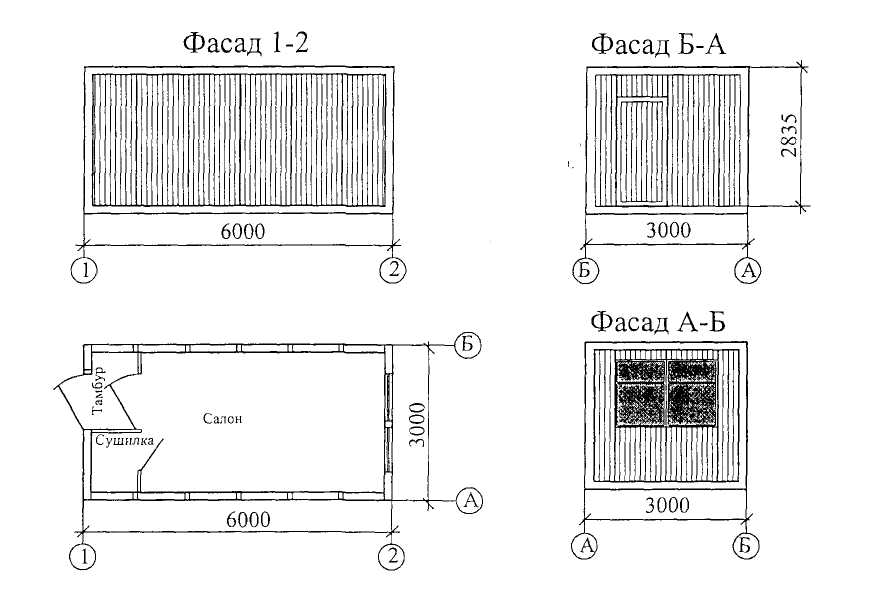 Фасад 1-2
6000
1
2
Фасад Б-А
2835
3000
Б
А
Тамбур
Сушилка
Салон
Б
3000
А
6000
1
2
Фасад А-Б
3000
А
Б